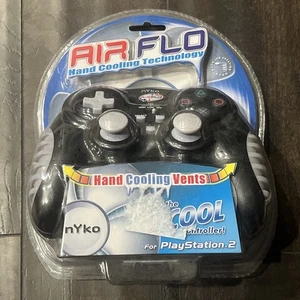 AIR FLO
Hand Cooling Technology
nYko
Hand Cooling Vents
nYko
the
COOL
controller!
For PlayStation.2